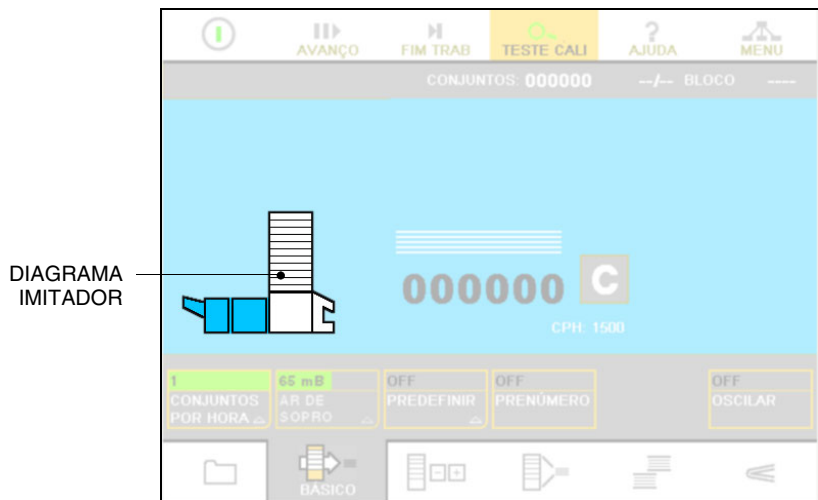 AVANÇO
FIM TRAB
TESTE CALI
?
AJUDA
MENU
CONJUNTOS: 000000 --/-- BLOCO ----
DIAGRAMA
IMITADOR
000000 C
CPH: 1500
1
CONJUNTOS
POR HORA
65 mB
AR DE
SOPRO
OFF
PREDEFINIR
OFF
PRENÚMERO
OFF
OSCILAR
BÁSICO